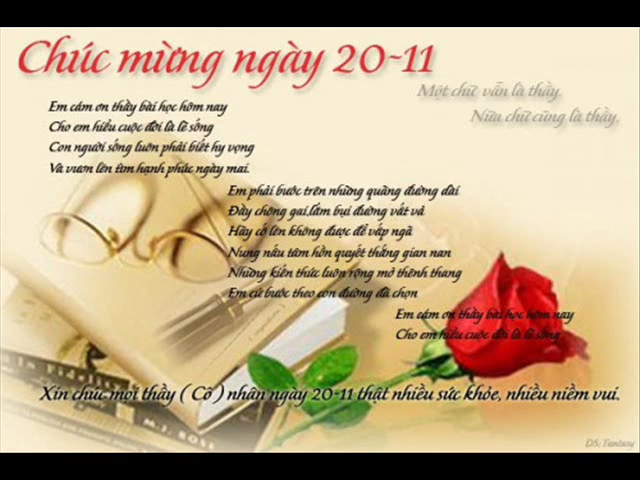 Chúc mừng ngày 20-11
Một chữ vẫn là thầy.
Nữa chữ cũng là thầy.
Em cám ơn thầy bài học hôm nay
Cho em hiểu cuộc đời là lẽ sống
Con người sống luôn phải biết hy vọng
Và vươn lên tìm hạnh phúc ngày mai.
Em phải bước trên những quãng đường dài
Đầy chông gai,lấm bụi đường vất vả
Hãy cố lên không được để vấp ngã
Nung nấu tâm hồn quyết thắng gian nan
Những kiến thức luôn rộng mở thênh thang
Em cứ bước theo con đường đã chọn
Em cám ơn thầy bài học hôm nay
Cho em hiểu cuộc đời là lẽ sống
Xin chúc mọi thầy ( Cô ) nhân ngày 20-11 thật nhiều sức khỏe, nhiều niềm vui.
M.J. ROSE
DS: Fantasy